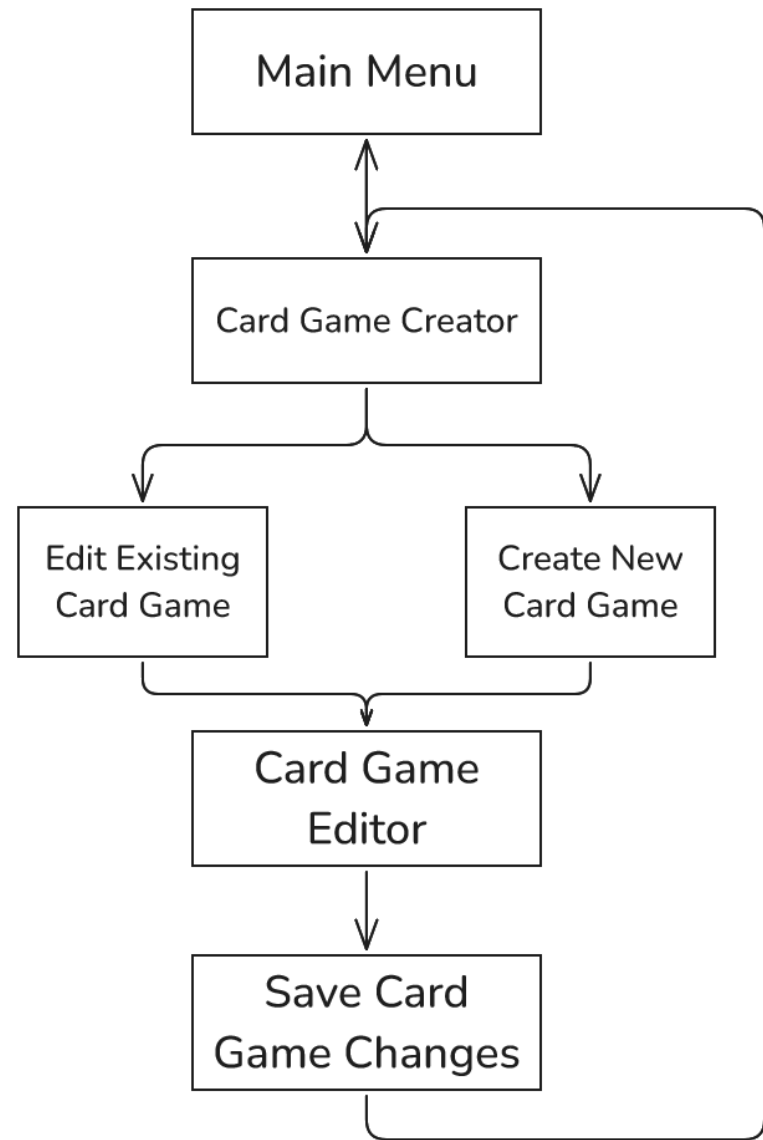 Main Menu
Card Game Creator
Edit Existing
Card Game
Create New
Card Game
Card Game
Editor
Save Card
Game Changes